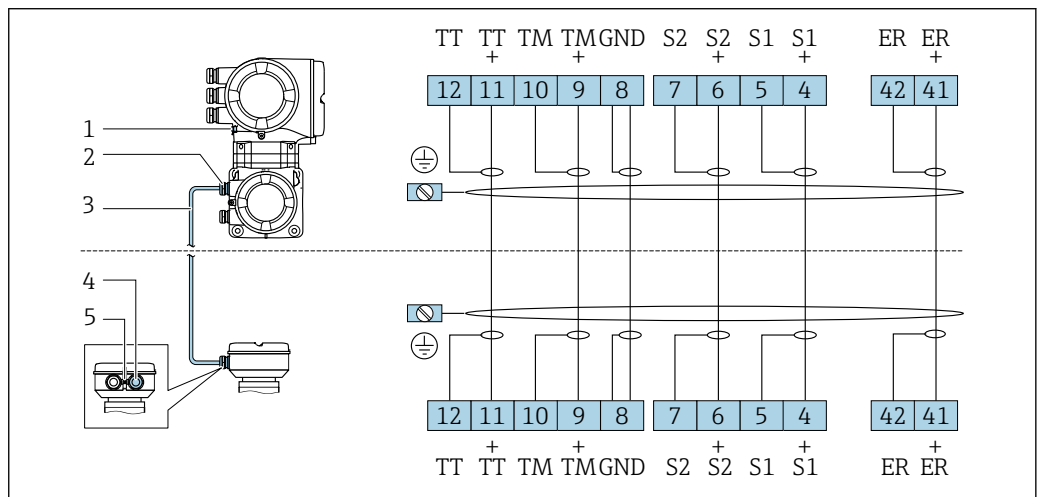 TT TT TM TM GND S2 S2 S1 S1 ER ER
+ + + + +
12 11 10 9 8 7 6 5 4 42 41
1
2
3
4
5
12 11 10 9 8 7 6 5 4 42 41
+ + + + +
TT TT TM TM GND S2 S2 S1 S1 ER ER